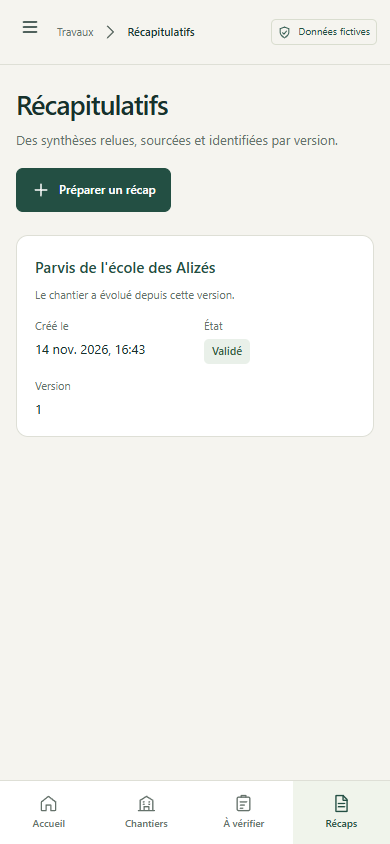 Travaux
Récapitulatifs
Données fictives
Récapitulatifs
Des synthèses relues, sourcées et identifiées par version.
Préparer un récap
Parvis de l'école des Alizés
Le chantier a évolué depuis cette version.
Créé le
État
14 nov. 2026, 16:43
Validé
Version
1
Accueil
Chantiers
À vérifier
Récaps